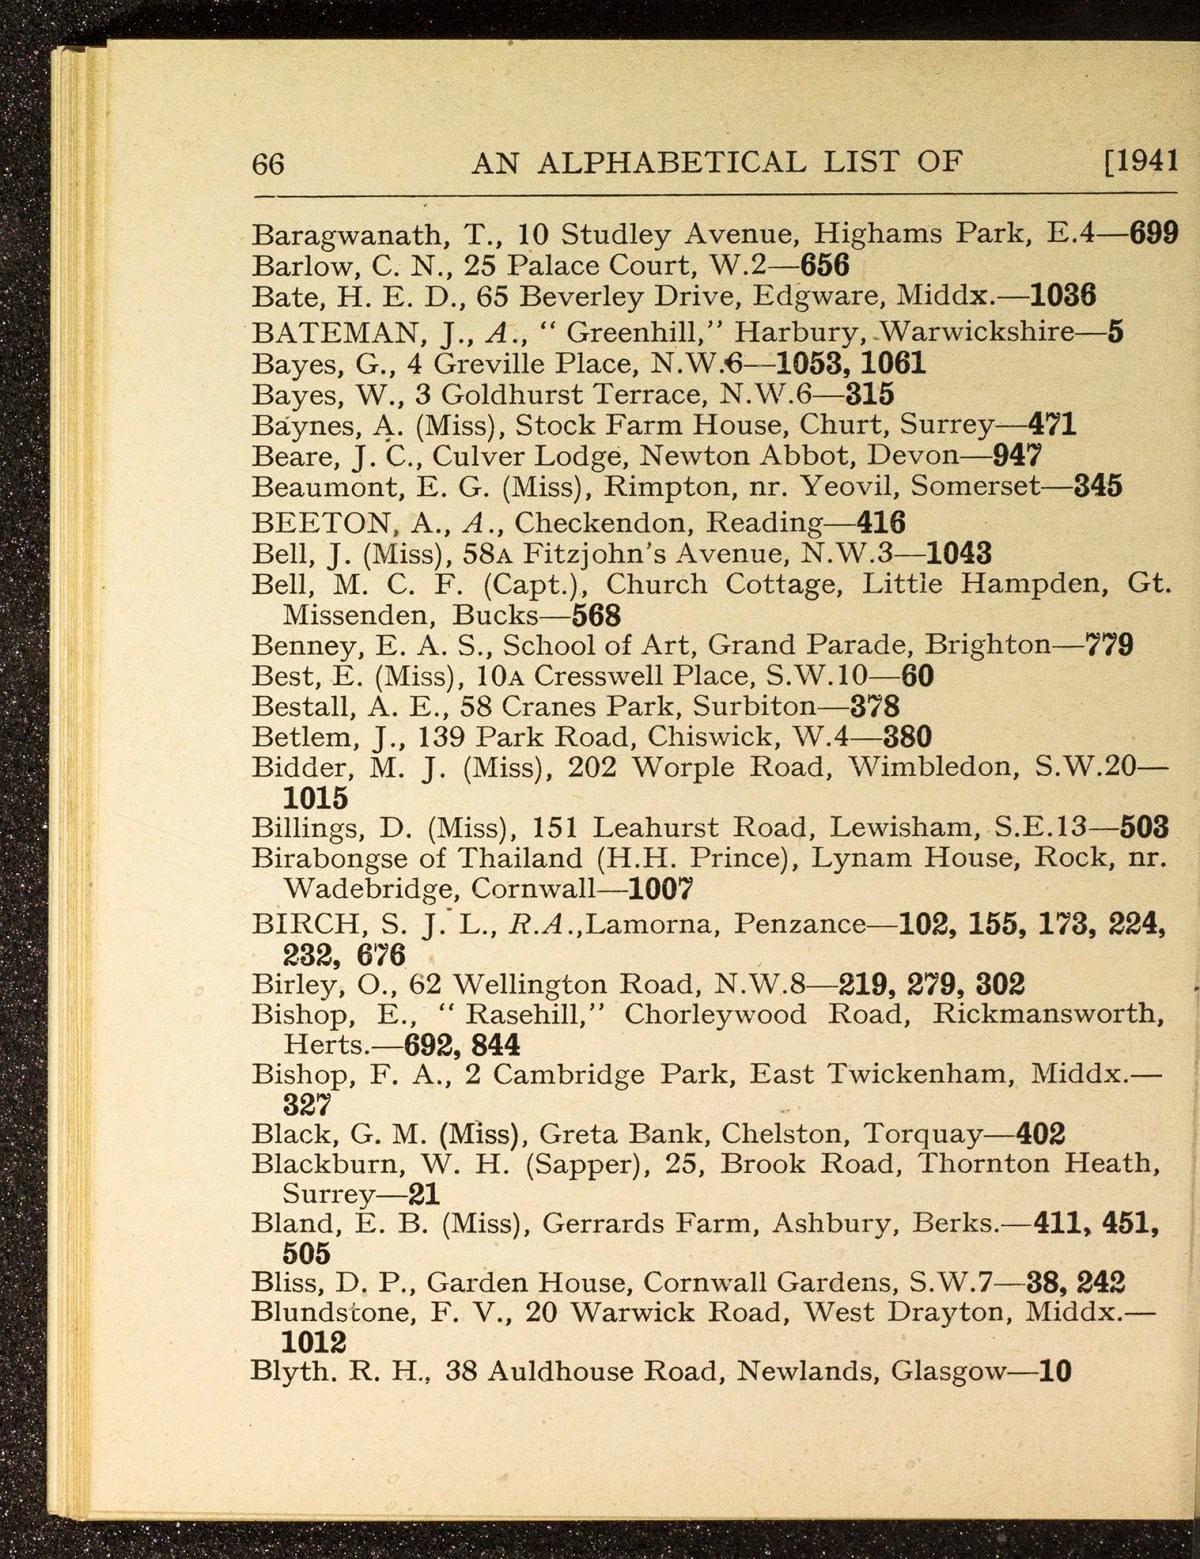 66 AN ALPHABETICAL LIST OF [1941
Baragwanath, T., 10 Studley Avenue, Highams Park, E.4—699
Barlow, C. N., 25 Palace Court, W.2—656
Bate, H. E. D., 65 Beverley Drive, Edgware, Middx.—1036
BATEMAN, J., A., “ Greenhill,” Harbury, Warwickshire—5
Bayes, G., 4 Greville Place, N.W.6—1053, 1061
Bayes, W., 3 Goldhurst Terrace, N.W.6—315
Baynes, A. (Miss), Stock Farm House, Churt, Surrey—471
Beare, J. C., Culver Lodge, Newton Abbot, Devon—947
Beaumont, E. G. (Miss), Rimpton, nr. Yeovil, Somerset—345
BEETON, A., A., Checkendon, Reading—416
Bell, J. (Miss), 58A Fitzjohn’s Avenue, N.W.3—1043
Bell, M. C. F. (Capt.), Church Cottage, Little Hampden, Gt.
Missenden, Bucks—568
Benney, E. A. S., School of Art, Grand Parade, Brighton—779
Best, E. (Miss), 10A Cresswell Place, S.W.10—60
Bestall, A. E., 58 Cranes Park, Surbiton—378
Betlem, J., 139 Park Road, Chiswick, W.4—380
Bidder, M. J. (Miss), 202 Worple Road, Wimbledon, S.W.20—
1015
Billings, D. (Miss), 151 Leahurst Road, Lewisham, S.E.13—503
Birabongse of Thailand (H.H. Prince), Lynam House, Rock, nr.
Wadebridge, Cornwall—1007
BIRCH, S. J. L., R.A.,Lamorna, Penzance—102, 155, 173, 224,
232, 676
Birley, O., 62 Wellington Road, N.W.8—219, 279, 302
Bishop, E., “ Rasehill,” Chorleywood Road, Rickmansworth,
Herts.—692, 844
Bishop, F. A., 2 Cambridge Park, East Twickenham, Middx.—
327
Black, G. M. (Miss), Greta Bank, Chelston, Torquay—402
Blackburn, W. H. (Sapper), 25, Brook Road, Thornton Heath,
Surrey—21
Bland, E. B. (Miss), Gerrards Farm, Ashbury, Berks.—411, 451,
505
Bliss, D. P., Garden House, Cornwall Gardens, S.W.7—38, 242
Blundstone, F. V., 20 Warwick Road, West Drayton, Middx.—
1012
Blyth. R. H., 38 Auldhouse Road, Newlands, Glasgow—10